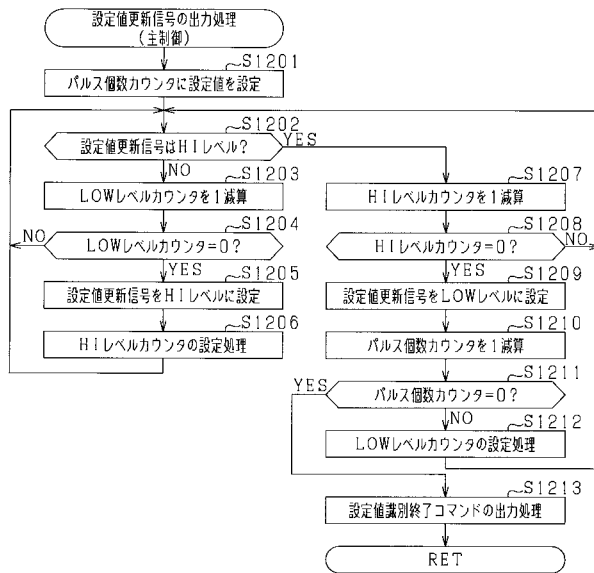 設定値更新信号の出力処理
(主制御)
S1201
パルス個数カウンタに設定値を設定
S1202
設定値更新信号はHIレベル?
YES
NO
S1203
LOWレベルカウンタを1減算
S1204
NO
LOWレベルカウンタ=0?
YES
S1205
設定値更新信号をHIレベルに設定
S1206
HIレベルカウンタの設定処理
S1207
HIレベルカウンタを1減算
S1208
HIレベルカウンタ=0?
NO
YES
S1209
設定値更新信号をLOWレベルに設定
S1210
パルス個数カウンタを1減算
S1211
YES
パルス個数カウンタ=0?
NO
S1212
LOWレベルカウンタの設定処理
S1213
設定値識別終了コマンドの出力処理
RET